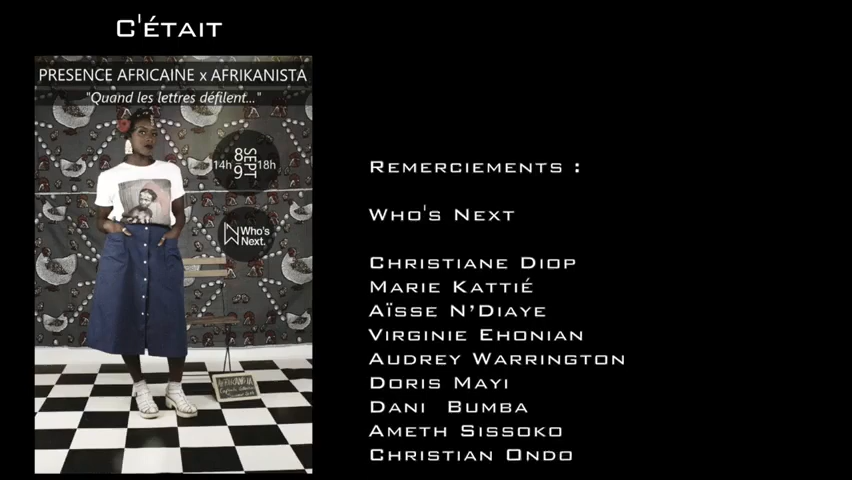 C'ÉTAIT
PRESENCE AFRICAINE x AFRIKANISTA
"Quand les lettres défilent..."
14h 8/9 SEPT 18h
Who's
Next.
REMERCIEMENTS :
WHO'S NEXT
CHRISTIANE DIOP
MARIE KATTIÉ
AÏSSE N'DIAYE
VIRGINIE EHONIAN
AUDREY WARRINGTON
DORIS MAYI
DANI BUMBA
AMETH SISSOKO
CHRISTIAN ONDO